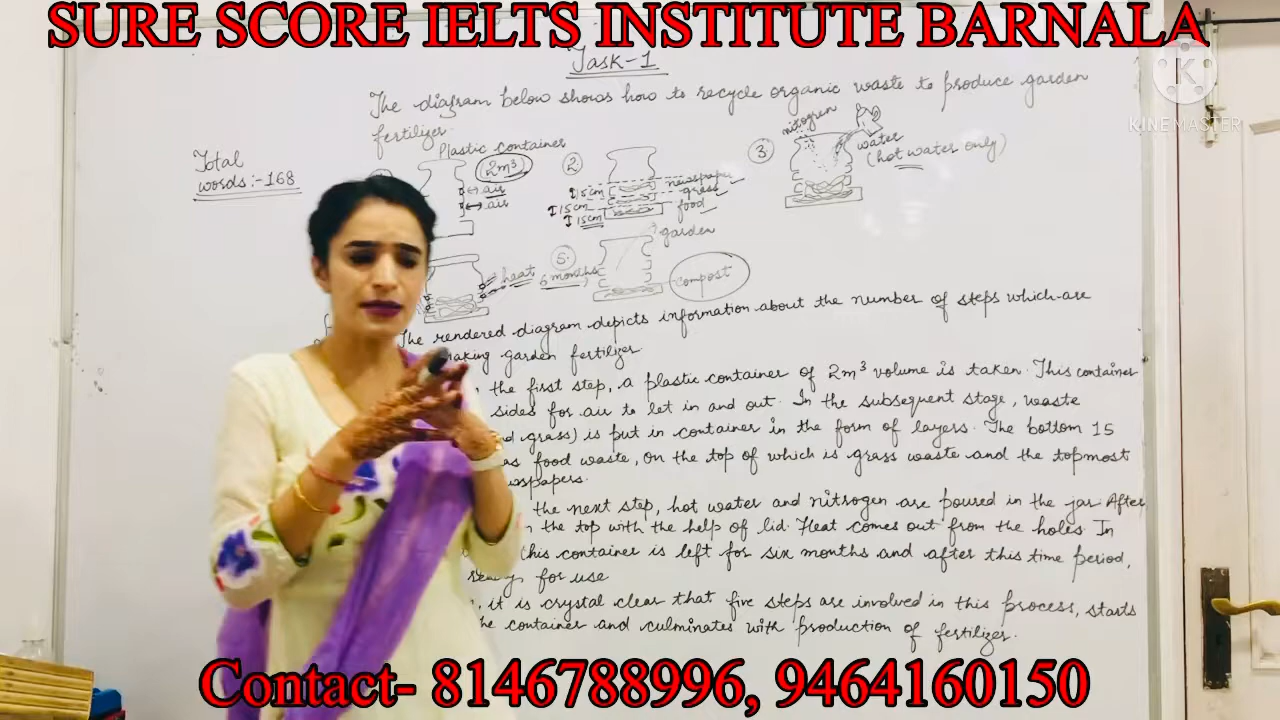 SURE SCORE IELTS INSTITUTE BARNALA
Task-1
K
KINEMASTER
The diagram below shows how to recycle organic waste to produce garden
fertilizer.
Total
words:-168
Plastic container
2m³
air
air
2
15cm
15cm
15cm
newspaper
grass
food
3
nitogren
water
(hot water only)
heat
5.
6 months
garden
compost
The rendered diagram depicts information about the number of steps which are
making garden fertilizer.
the first step, a plastic container of 2m³ volume is taken. This container
sides for air to let in and out. In the subsequent stage, waste
grass) is put in container in the form of layers. The bottom 15
as food waste, on the top of which is grass waste and the topmost
the next step, hot water and nitrogen are poured in the jar. After
the top with the help of lid. Heat comes out from the holes. In
this container is left for six months and after this time period,
ready for use
, it is crystal clear that five steps are involved in this process, starts
container and culminates with production of fertilizer.
Contact- 8146788996, 9464160150